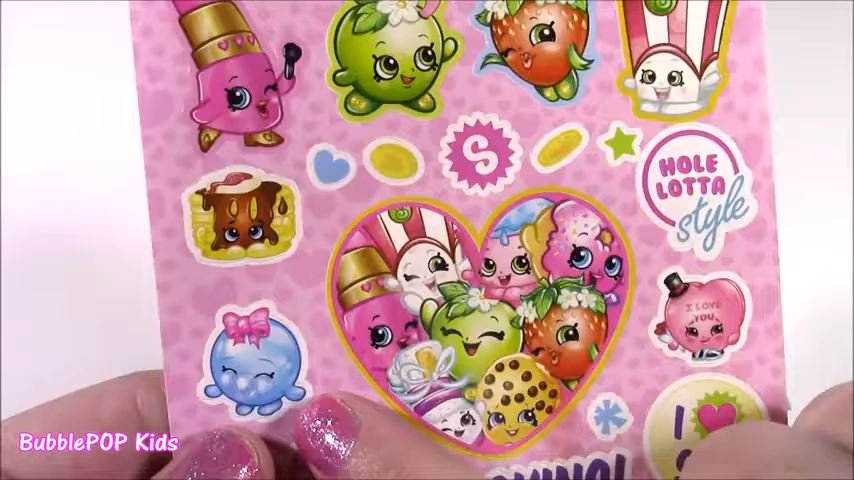 S
HOLE
LOTTA
style
I LOVE
YOU
I
BubblePOP Kids